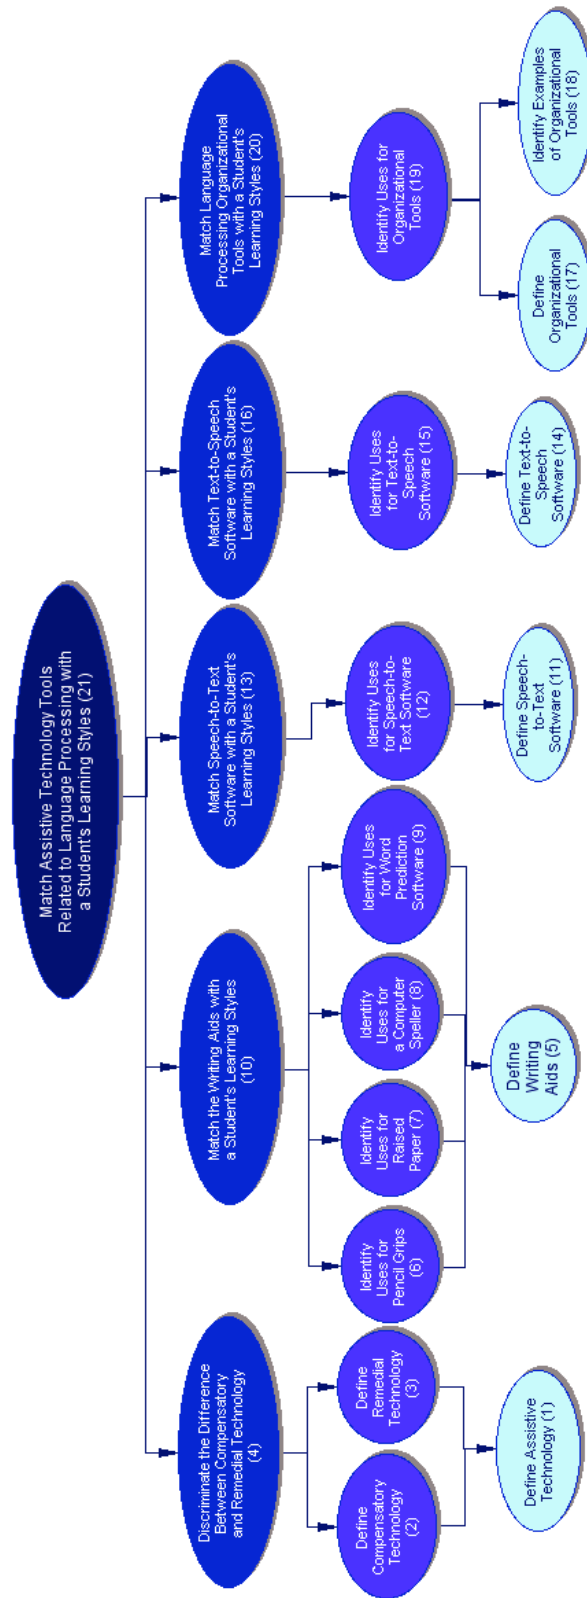 Match Assistive Technology Tools
Related to Language Processing with
a Student's Learning Styles (21)
Discriminate the Difference
Between Compensatory
and Remedial Technology
(4)
Match the Writing Aids with
a Student's Learning Styles
(10)
Match Speech-to-Text
Software with a Student's
Learning Styles (13)
Match Text-to-Speech
Software with a Student's
Learning Styles (16)
Match Language
Processing Organizational
Tools with a Student's
Learning Styles (20)
Define
Compensatory
Technology
(2)
Define
Remedial
Technology
(3)
Identify
Uses for
Pencil Grips
(6)
Identify
Uses for
Raised
Paper (7)
Identify
Uses for
a Computer
Speller (8)
Identify Uses
for Word
Prediction
Software (9)
Identify Uses
for Speech-to-
Text Software
(12)
Identify Uses
for Text-to-
Speech
Software (15)
Identify Uses for
Organizational
Tools (19)
Define Assistive
Technology (1)
Define
Writing
Aids (5)
Define Speech-
to-Text
Software (11)
Define Text-to-
Speech
Software (14)
Define
Organizational
Tools (17)
Identify Examples
of Organizational
Tools (18)